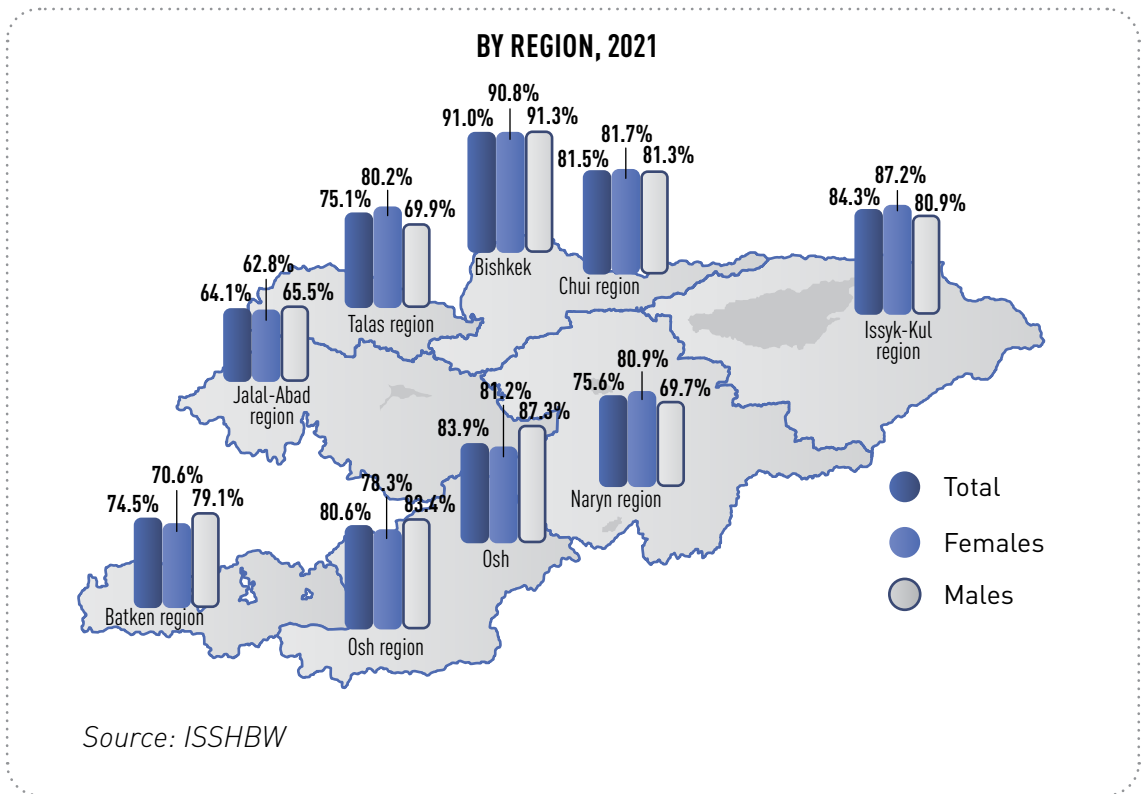 BY REGION, 2021
91.0% 90.8% 91.3%
Bishkek
81.5% 81.7% 81.3%
Chui region
75.1% 80.2% 69.9%
Talas region
84.3% 87.2% 80.9%
Issyk-Kul
region
64.1% 62.8% 65.5%
Jalal-Abad
region
75.6% 80.9% 69.7%
Naryn region
83.9% 81.2% 87.3%
Osh
74.5% 70.6% 79.1%
Batken region
80.6% 78.3% 83.4%
Osh region
Total
Females
Males
Source: ISSHBW